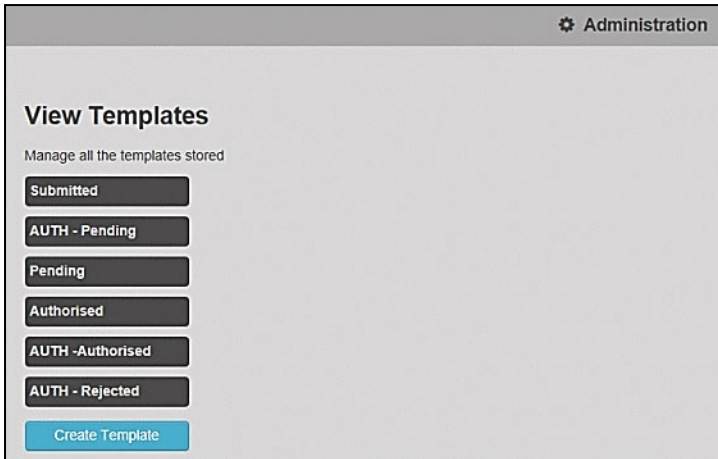 Administration
View Templates
Manage all the templates stored
Submitted
AUTH - Pending
Pending
Authorised
AUTH -Authorised
AUTH - Rejected
Create Template